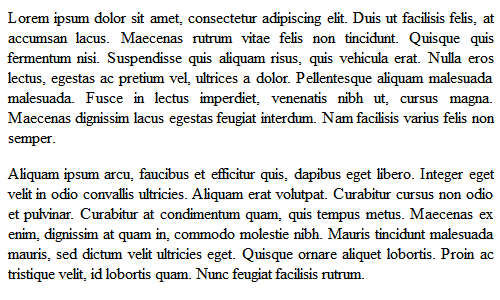 Lorem ipsum dolor sit amet, consectetur adipiscing elit. Duis ut facilisis felis, at
accumsan lacus. Maecenas rutrum vitae felis non tincidunt. Quisque quis
fermentum nisi. Suspendisse quis aliquam risus, quis vehicula erat. Nulla eros
lectus, egestas ac pretium vel, ultrices a dolor. Pellentesque aliquam malesuada
malesuada. Fusce in lectus imperdiet, venenatis nibh ut, cursus magna.
Maecenas dignissim lacus egestas feugiat interdum. Nam facilisis varius felis non
semper.
Aliquam ipsum arcu, faucibus et efficitur quis, dapibus eget libero. Integer eget
velit in odio convallis ultricies. Aliquam erat volutpat. Curabitur cursus non odio
et pulvinar. Curabitur at condimentum quam, quis tempus metus. Maecenas ex
enim, dignissim at quam in, commodo molestie nibh. Mauris tincidunt malesuada
mauris, sed dictum velit ultricies eget. Quisque ornare aliquet lobortis. Proin ac
tristique velit, id lobortis quam. Nunc feugiat facilisis rutrum.